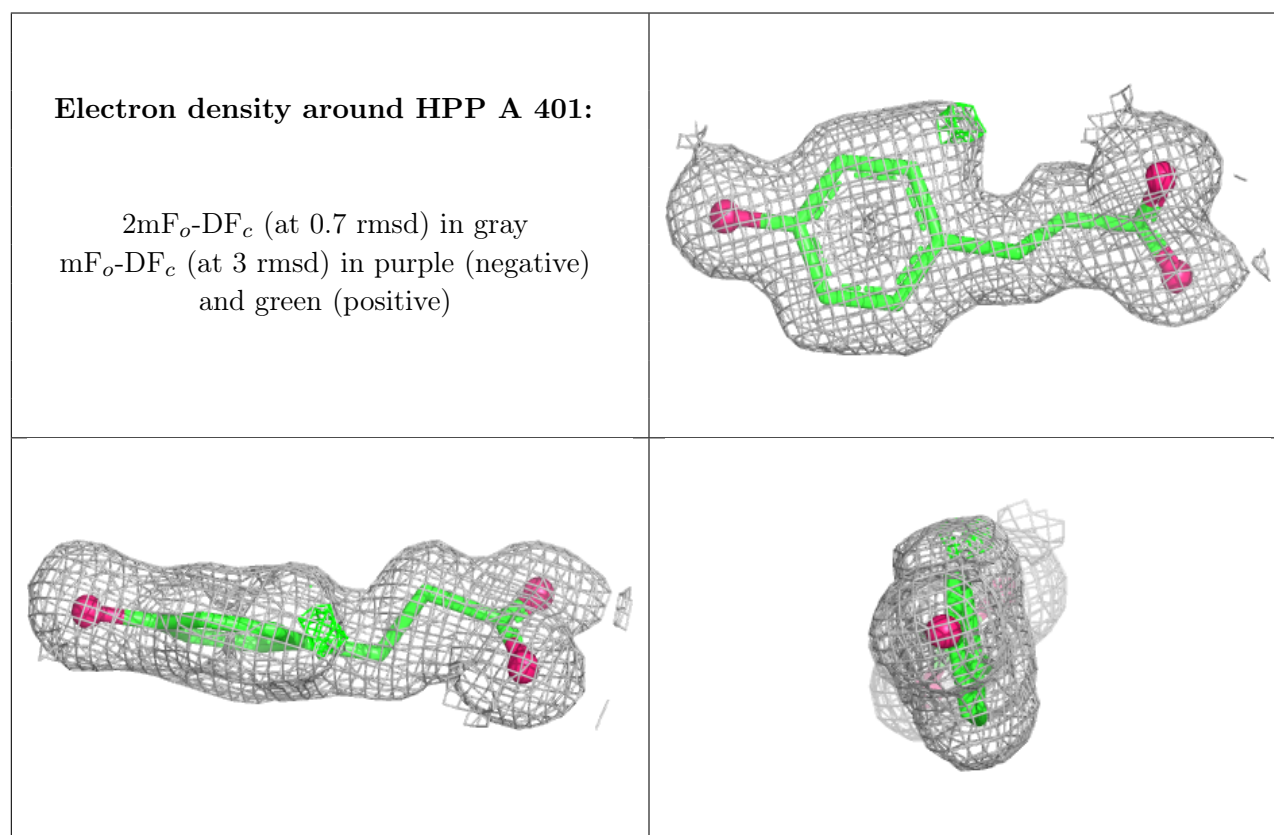 Electron density around HPP A 401:
2mFₒ-DF𝒸 (at 0.7 rmsd) in gray
mFₒ-DF𝒸 (at 3 rmsd) in purple (negative)
and green (positive)